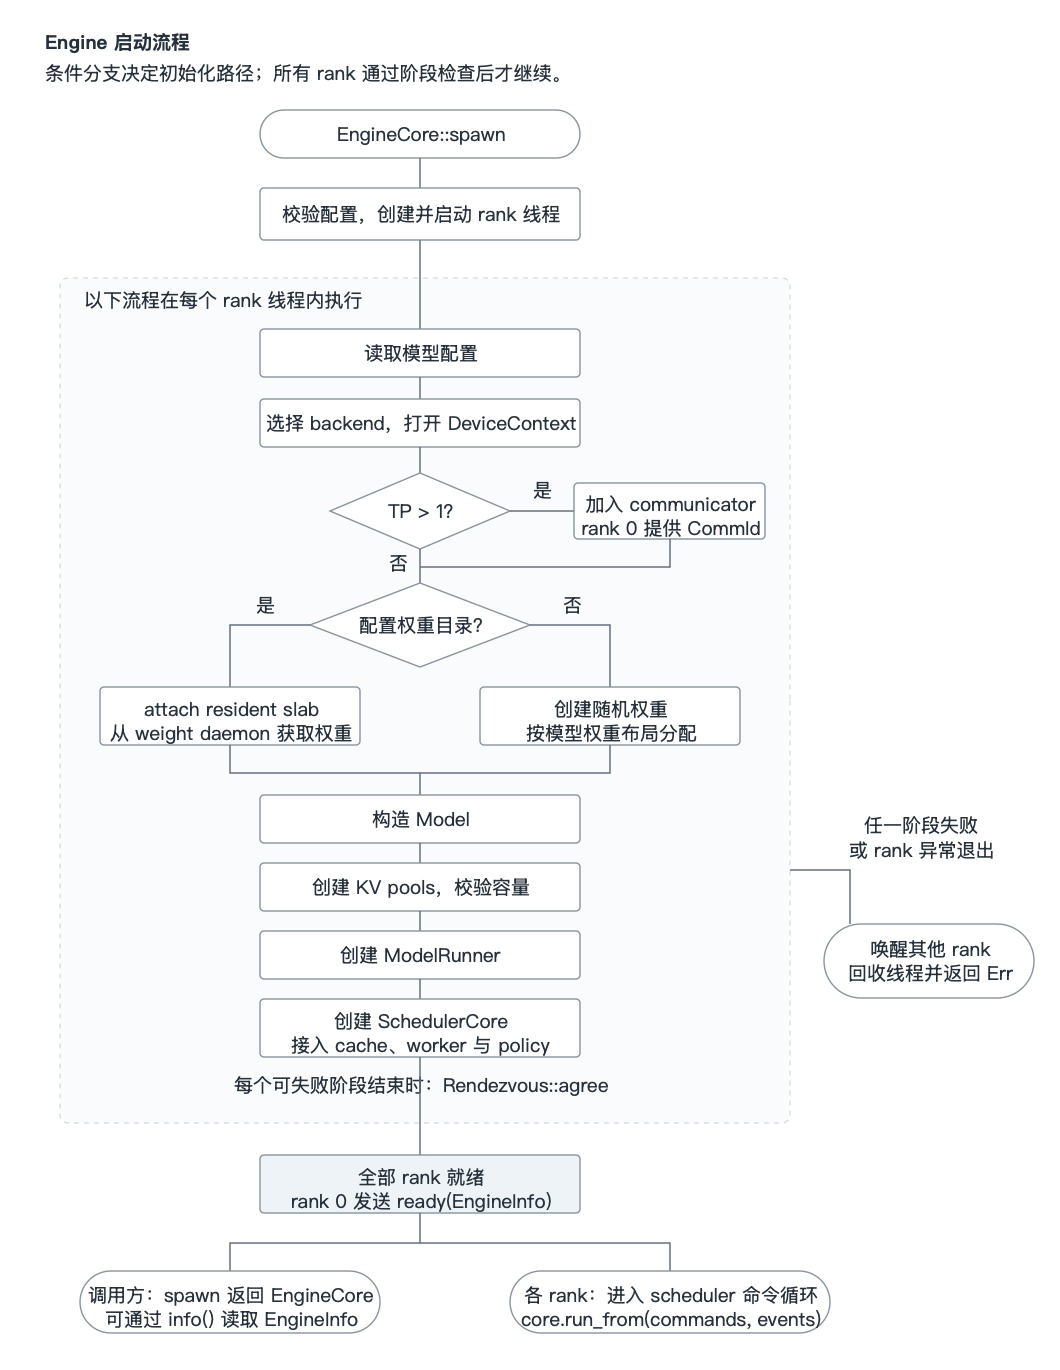 Engine 启动流程
条件分支决定初始化路径；所有 rank 通过阶段检查后才继续。
EngineCore::spawn
校验配置，创建并启动 rank 线程
以下流程在每个 rank 线程内执行
读取模型配置
选择 backend，打开 DeviceContext
TP > 1?
是
加入 communicator
rank 0 提供 CommId
否
配置权重目录?
是
否
attach resident slab
从 weight daemon 获取权重
创建随机权重
按模型权重布局分配
构造 Model
创建 KV pools，校验容量
创建 ModelRunner
创建 SchedulerCore
接入 cache、worker 与 policy
每个可失败阶段结束时：Rendezvous::agree
任一阶段失败
或 rank 异常退出
唤醒其他 rank
回收线程并返回 Err
全部 rank 就绪
rank 0 发送 ready(EngineInfo)
调用方：spawn 返回 EngineCore
可通过 info() 读取 EngineInfo
各 rank：进入 scheduler 命令循环
core.run_from(commands, events)